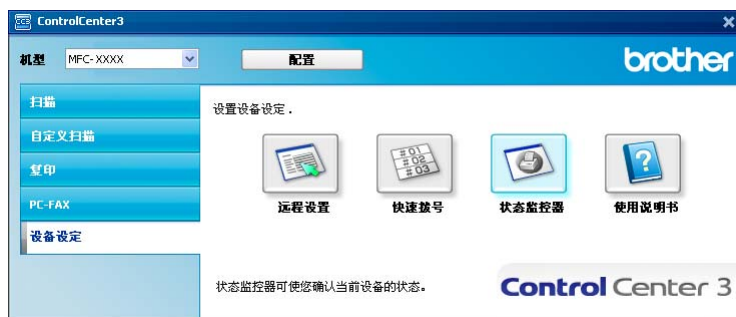 ControlCenter3
机型 MFC-XXXX 配置 brother
扫描
自定义扫描
复印
PC-FAX
设备设定
设置设备设定.
#01
#02
#03
远程设置 快速拨号 状态监控器 使用说明书
状态监控器可使您确认当前设备的状态。
Control Center 3